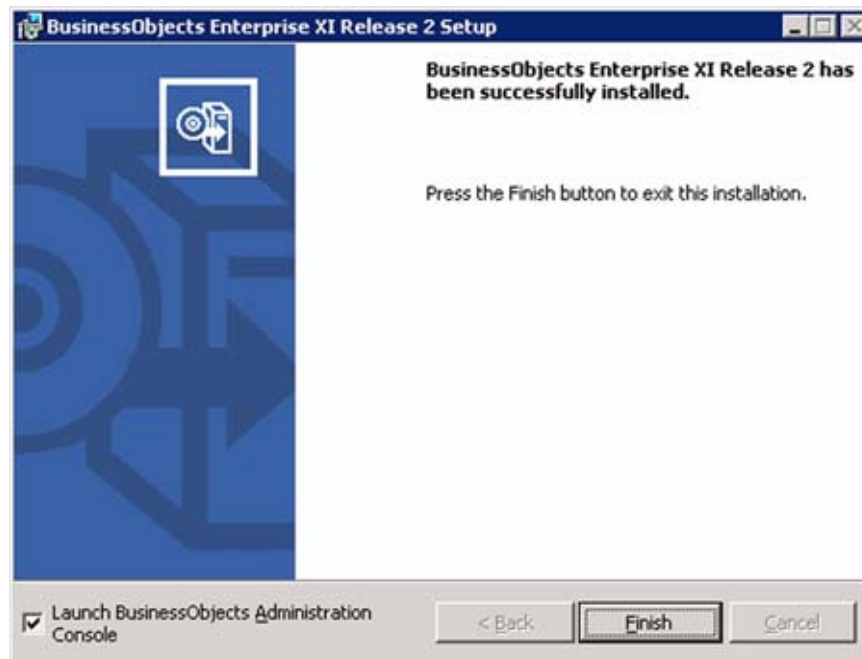 BusinessObjects Enterprise XI Release 2 Setup
BusinessObjects Enterprise XI Release 2 has
been successfully installed.
Press the Finish button to exit this installation.
Launch BusinessObjects Administration
Console
< Back
Finish
Cancel